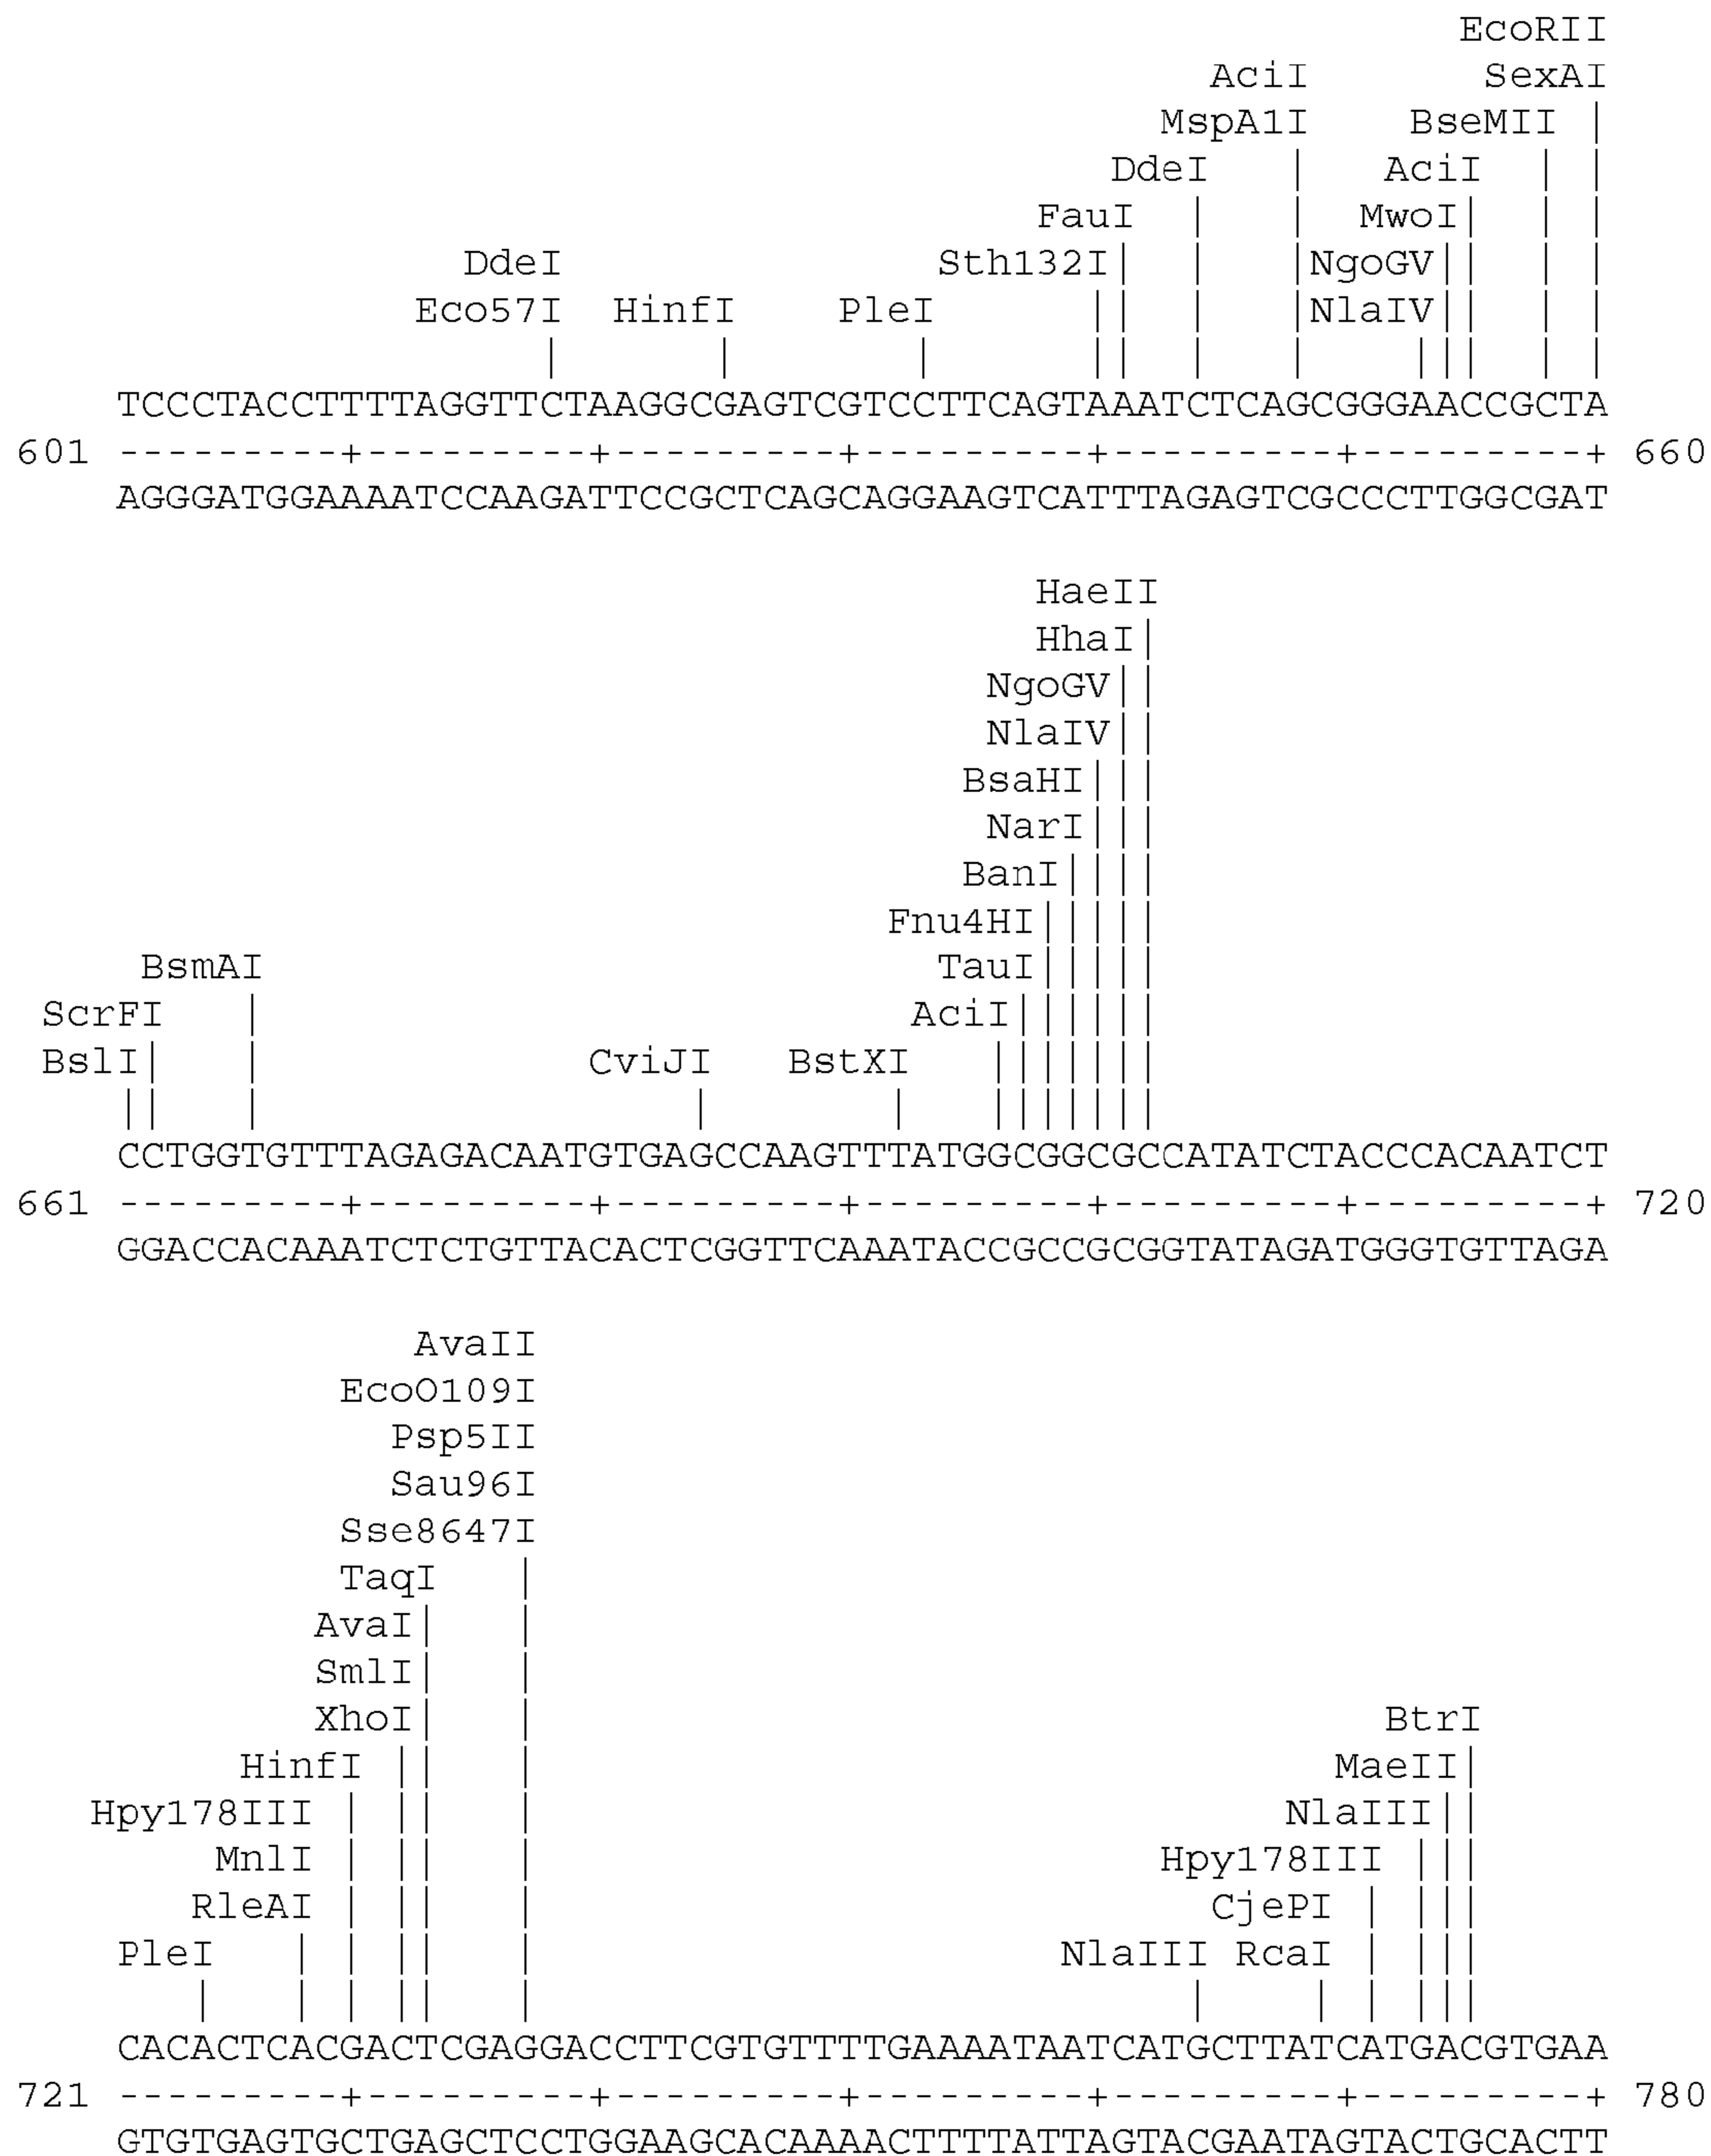 EcoRII
AciI SexAI
MspA1I BseMII |
DdeI | AciI | |
FauI | | MwoI| | |
DdeI Sth132I| | |NgoGV|| | |
Eco57I HinfI PleI || | |NlaIV|| | |
| | | || | | ||| | |
TCCCTACCTTTTAGGTTCTAAGGCGAGTCGTCCTTCAGTAAATCTCAGCGGGAACCGCTA
601 ---------+---------+---------+---------+---------+---------+ 660
AGGGATGGAAAATCCAAGATTCCGCTCAGCAGGAAGTCATTTAGAGTCGCCCTTGGCGAT
HaeII
HhaI|
NgoGV||
NlaIV||
BsaHI|||
NarI|||
BanI||||
Fnu4HI|||||
BsmAI TauI|||||
ScrFI | AciI||||||
BslI| | CviJI BstXI |||||||
|| | | | |||||||
CCTGGTGTTTAGAGACAATGTGAGCCAAGTTTATGGCGGCGCCATATCTACCCACAATCT
661 ---------+---------+---------+---------+---------+---------+ 720
GGACCACAAATCTCTGTTACACTCGGTTCAAATACCGCCGCGGTATAGATGGGTGTTAGA
AvaII
EcoO109I
Psp5II
Sau96I
Sse8647I
TaqI |
AvaI| |
SmlI| |
XhoI| | BtrI
HinfI || | MaeII|
Hpy178III | || | NlaIII||
MnlI | || | Hpy178III |||
RleAI | || | CjePI | |||
PleI | | || | NlaIII RcaI | |||
| | | || | | | | |||
CACACTCACGACTCGAGGACCTTCGTGTTTTGAAAATAATCATGCTTATCATGACGTGAA
721 ---------+---------+---------+---------+---------+---------+ 780
GTGTGAGTGCTGAGCTCCTGGAAGCACAAAACTTTTATTAGTACGAATAGTACTGCACTT